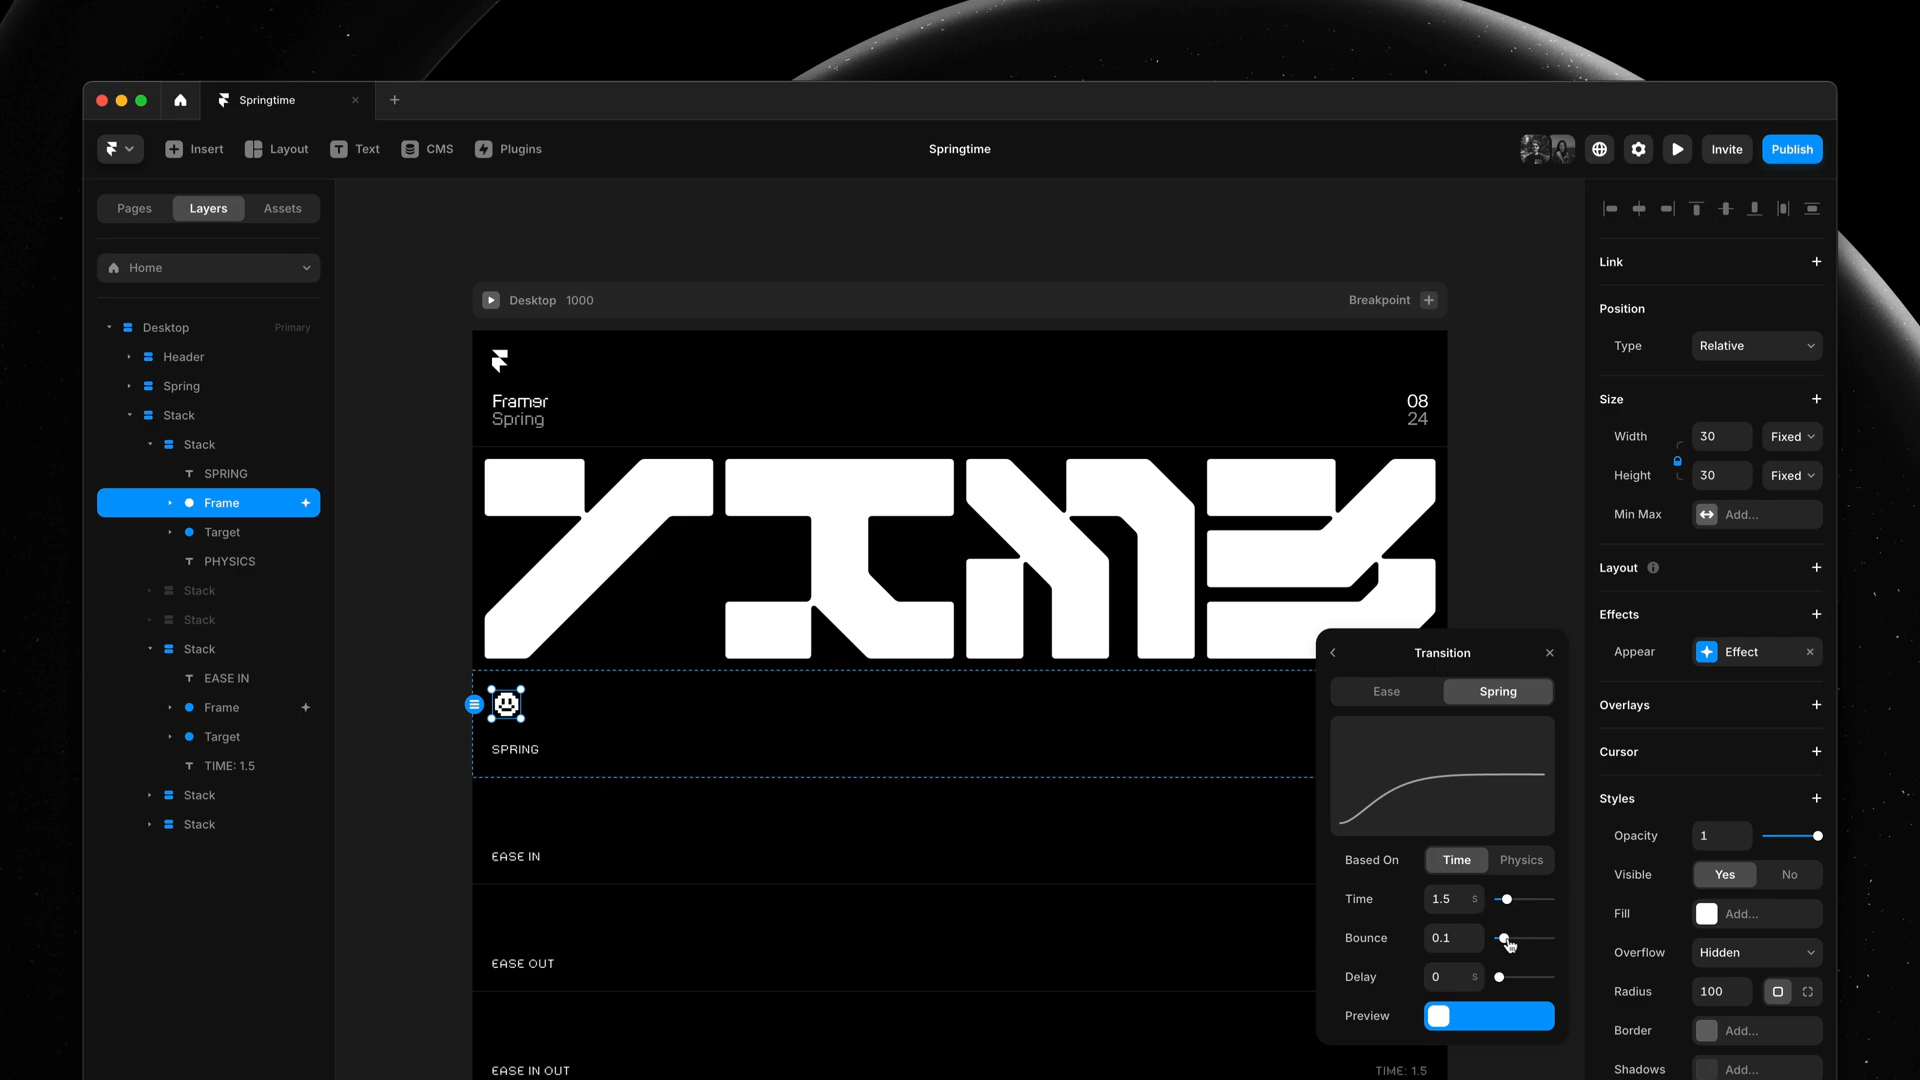 Springtime
Insert
Layout
Text
CMS
Plugins
Springtime
Invite
Publish
Pages
Layers
Assets
Home
Desktop
Primary
Header
Spring
Stack
Stack
SPRING
Frame
Target
PHYSICS
Stack
Stack
Stack
EASE IN
Frame
Target
TIME: 1.5
Stack
Stack
Desktop 1000
Breakpoint
Framer
Spring
08
24
TIME
SPRING
EASE IN
EASE OUT
EASE IN OUT
TIME: 1.5
Transition
Ease
Spring
Based On
Time
Physics
Time
1.5
s
Bounce
0.1
Delay
0
s
Preview
Link
Position
Type
Relative
Size
Width
30
Fixed
Height
30
Fixed
Min Max
Add...
Layout
Effects
Appear
Effect
Overlays
Cursor
Styles
Opacity
1
Visible
Yes
No
Fill
Add...
Overflow
Hidden
Radius
100
Border
Add...
Shadows
Add...